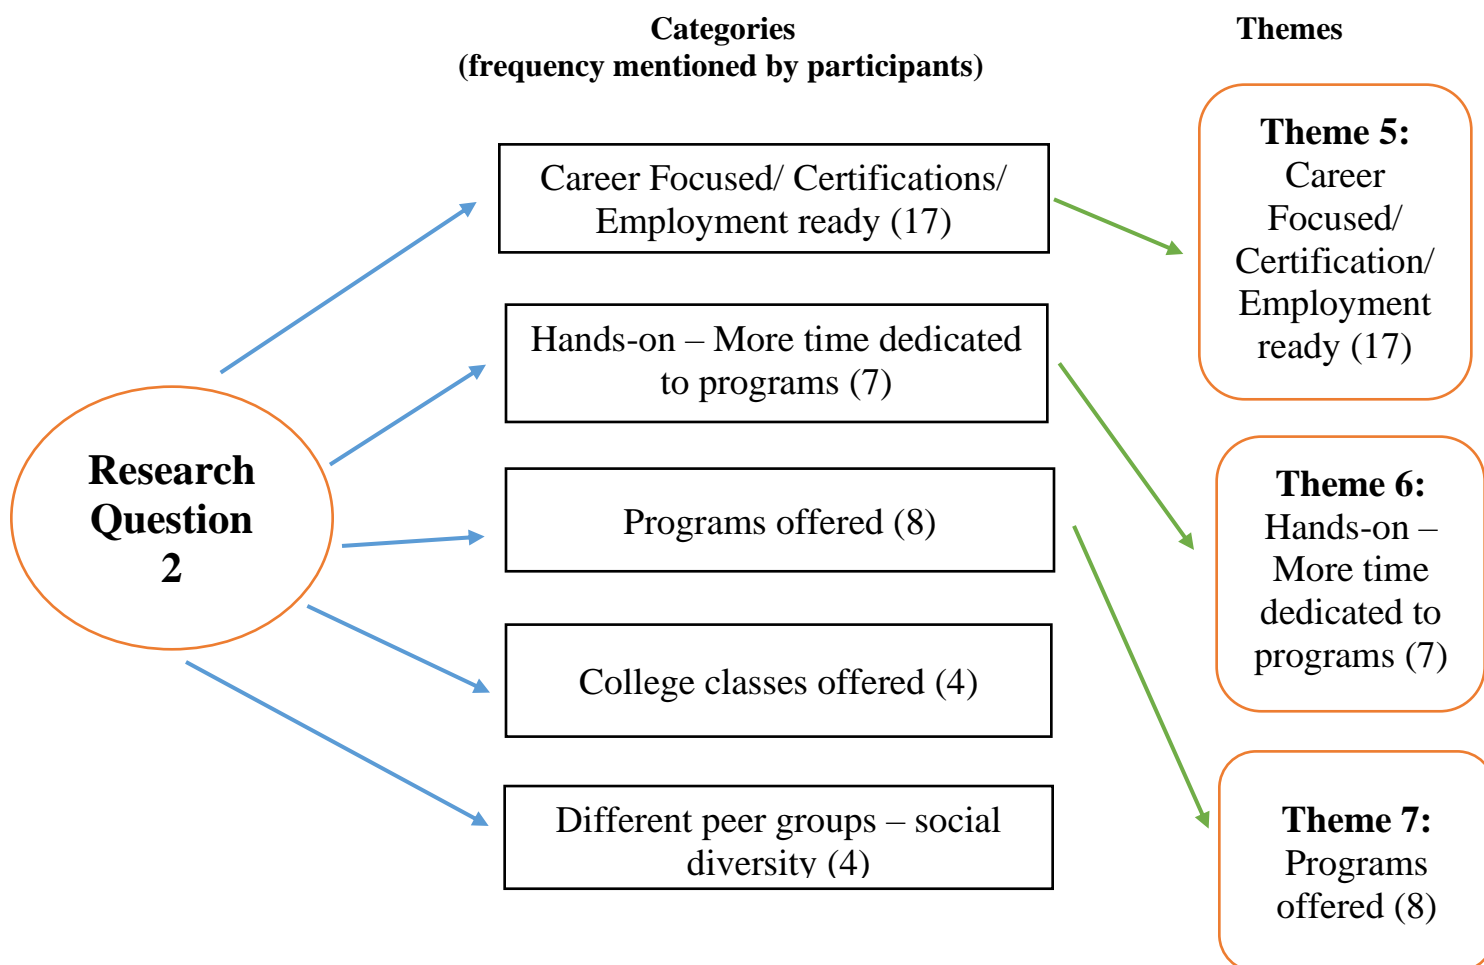 Categories
(frequency mentioned by participants)
Themes
Research
Question
2
Career Focused/ Certifications/
Employment ready (17)
Hands-on – More time dedicated
to programs (7)
Programs offered (8)
College classes offered (4)
Different peer groups – social
diversity (4)
Theme 5:
Career
Focused/
Certification/
Employment
ready (17)
Theme 6:
Hands-on –
More time
dedicated to
programs (7)
Theme 7:
Programs
offered (8)